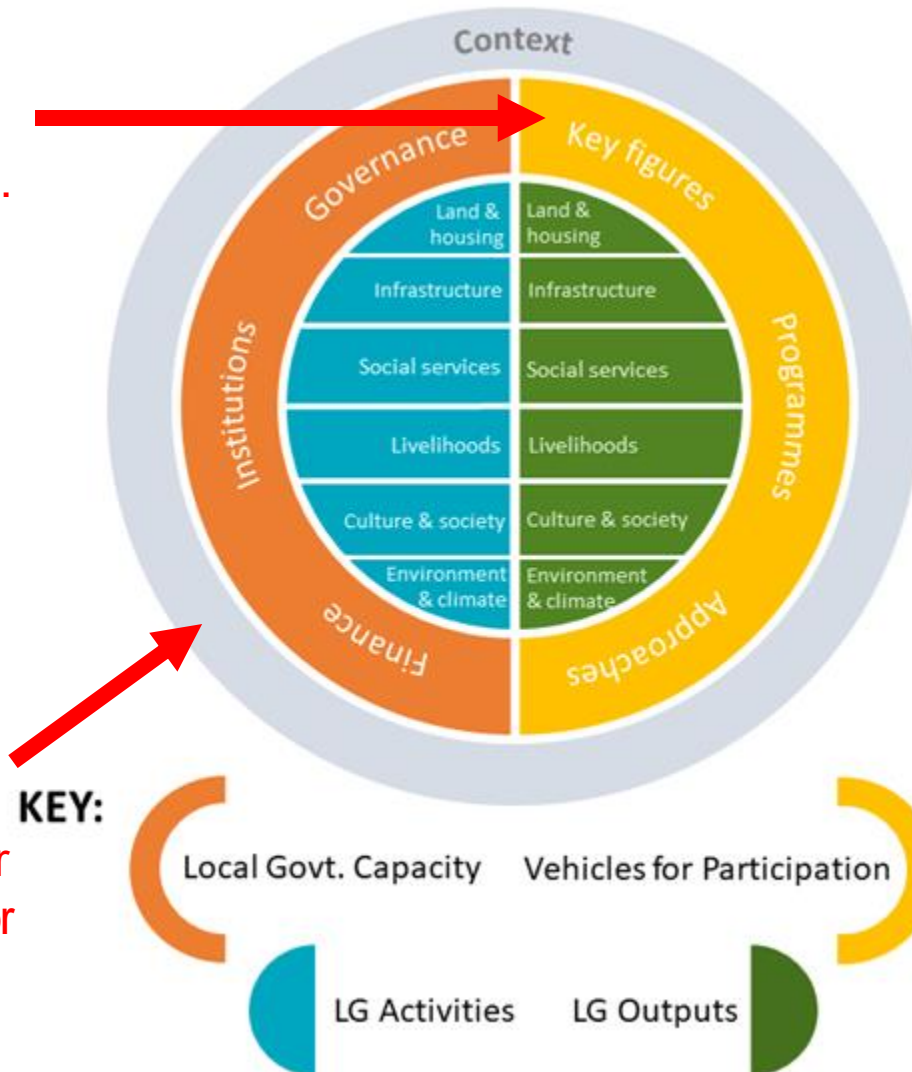 Context
Governance
Key figures
Institutions
Programmes
Finance
Approaches
Land &
housing
Land &
housing
Infrastructure
Infrastructure
Social services
Social services
Livelihoods
Livelihoods
Culture & society
Culture & society
Environment
& climate
Environment
& climate
KEY:
Local Govt. Capacity
Vehicles for Participation
LG Activities
LG Outputs